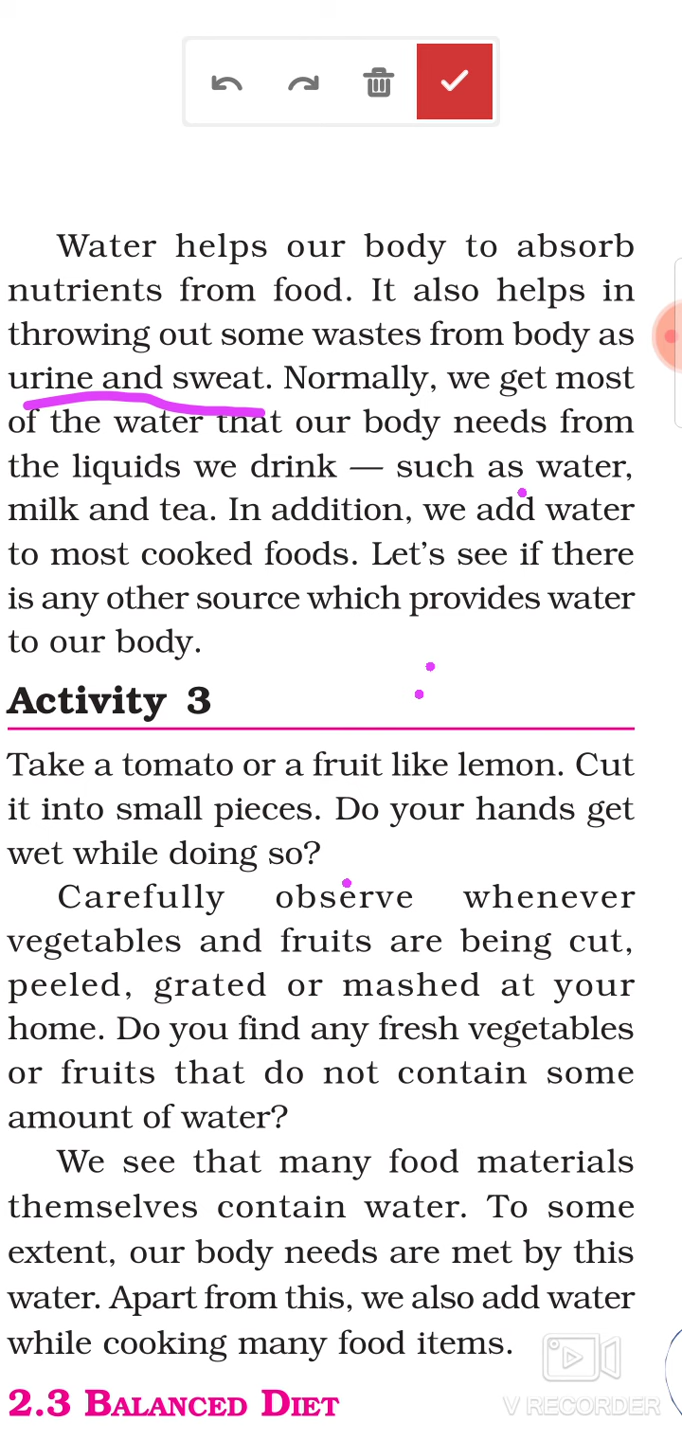 Water helps our body to absorb
nutrients from food. It also helps in
throwing out some wastes from body as
urine and sweat. Normally, we get most
of the water that our body needs from
the liquids we drink — such as water,
milk and tea. In addition, we add water
to most cooked foods. Let’s see if there
is any other source which provides water
to our body.
Activity 3
Take a tomato or a fruit like lemon. Cut
it into small pieces. Do your hands get
wet while doing so?
Carefully observe whenever
vegetables and fruits are being cut,
peeled, grated or mashed at your
home. Do you find any fresh vegetables
or fruits that do not contain some
amount of water?
We see that many food materials
themselves contain water. To some
extent, our body needs are met by this
water. Apart from this, we also add water
while cooking many food items.
2.3 BALANCED DIET
V RECORDER